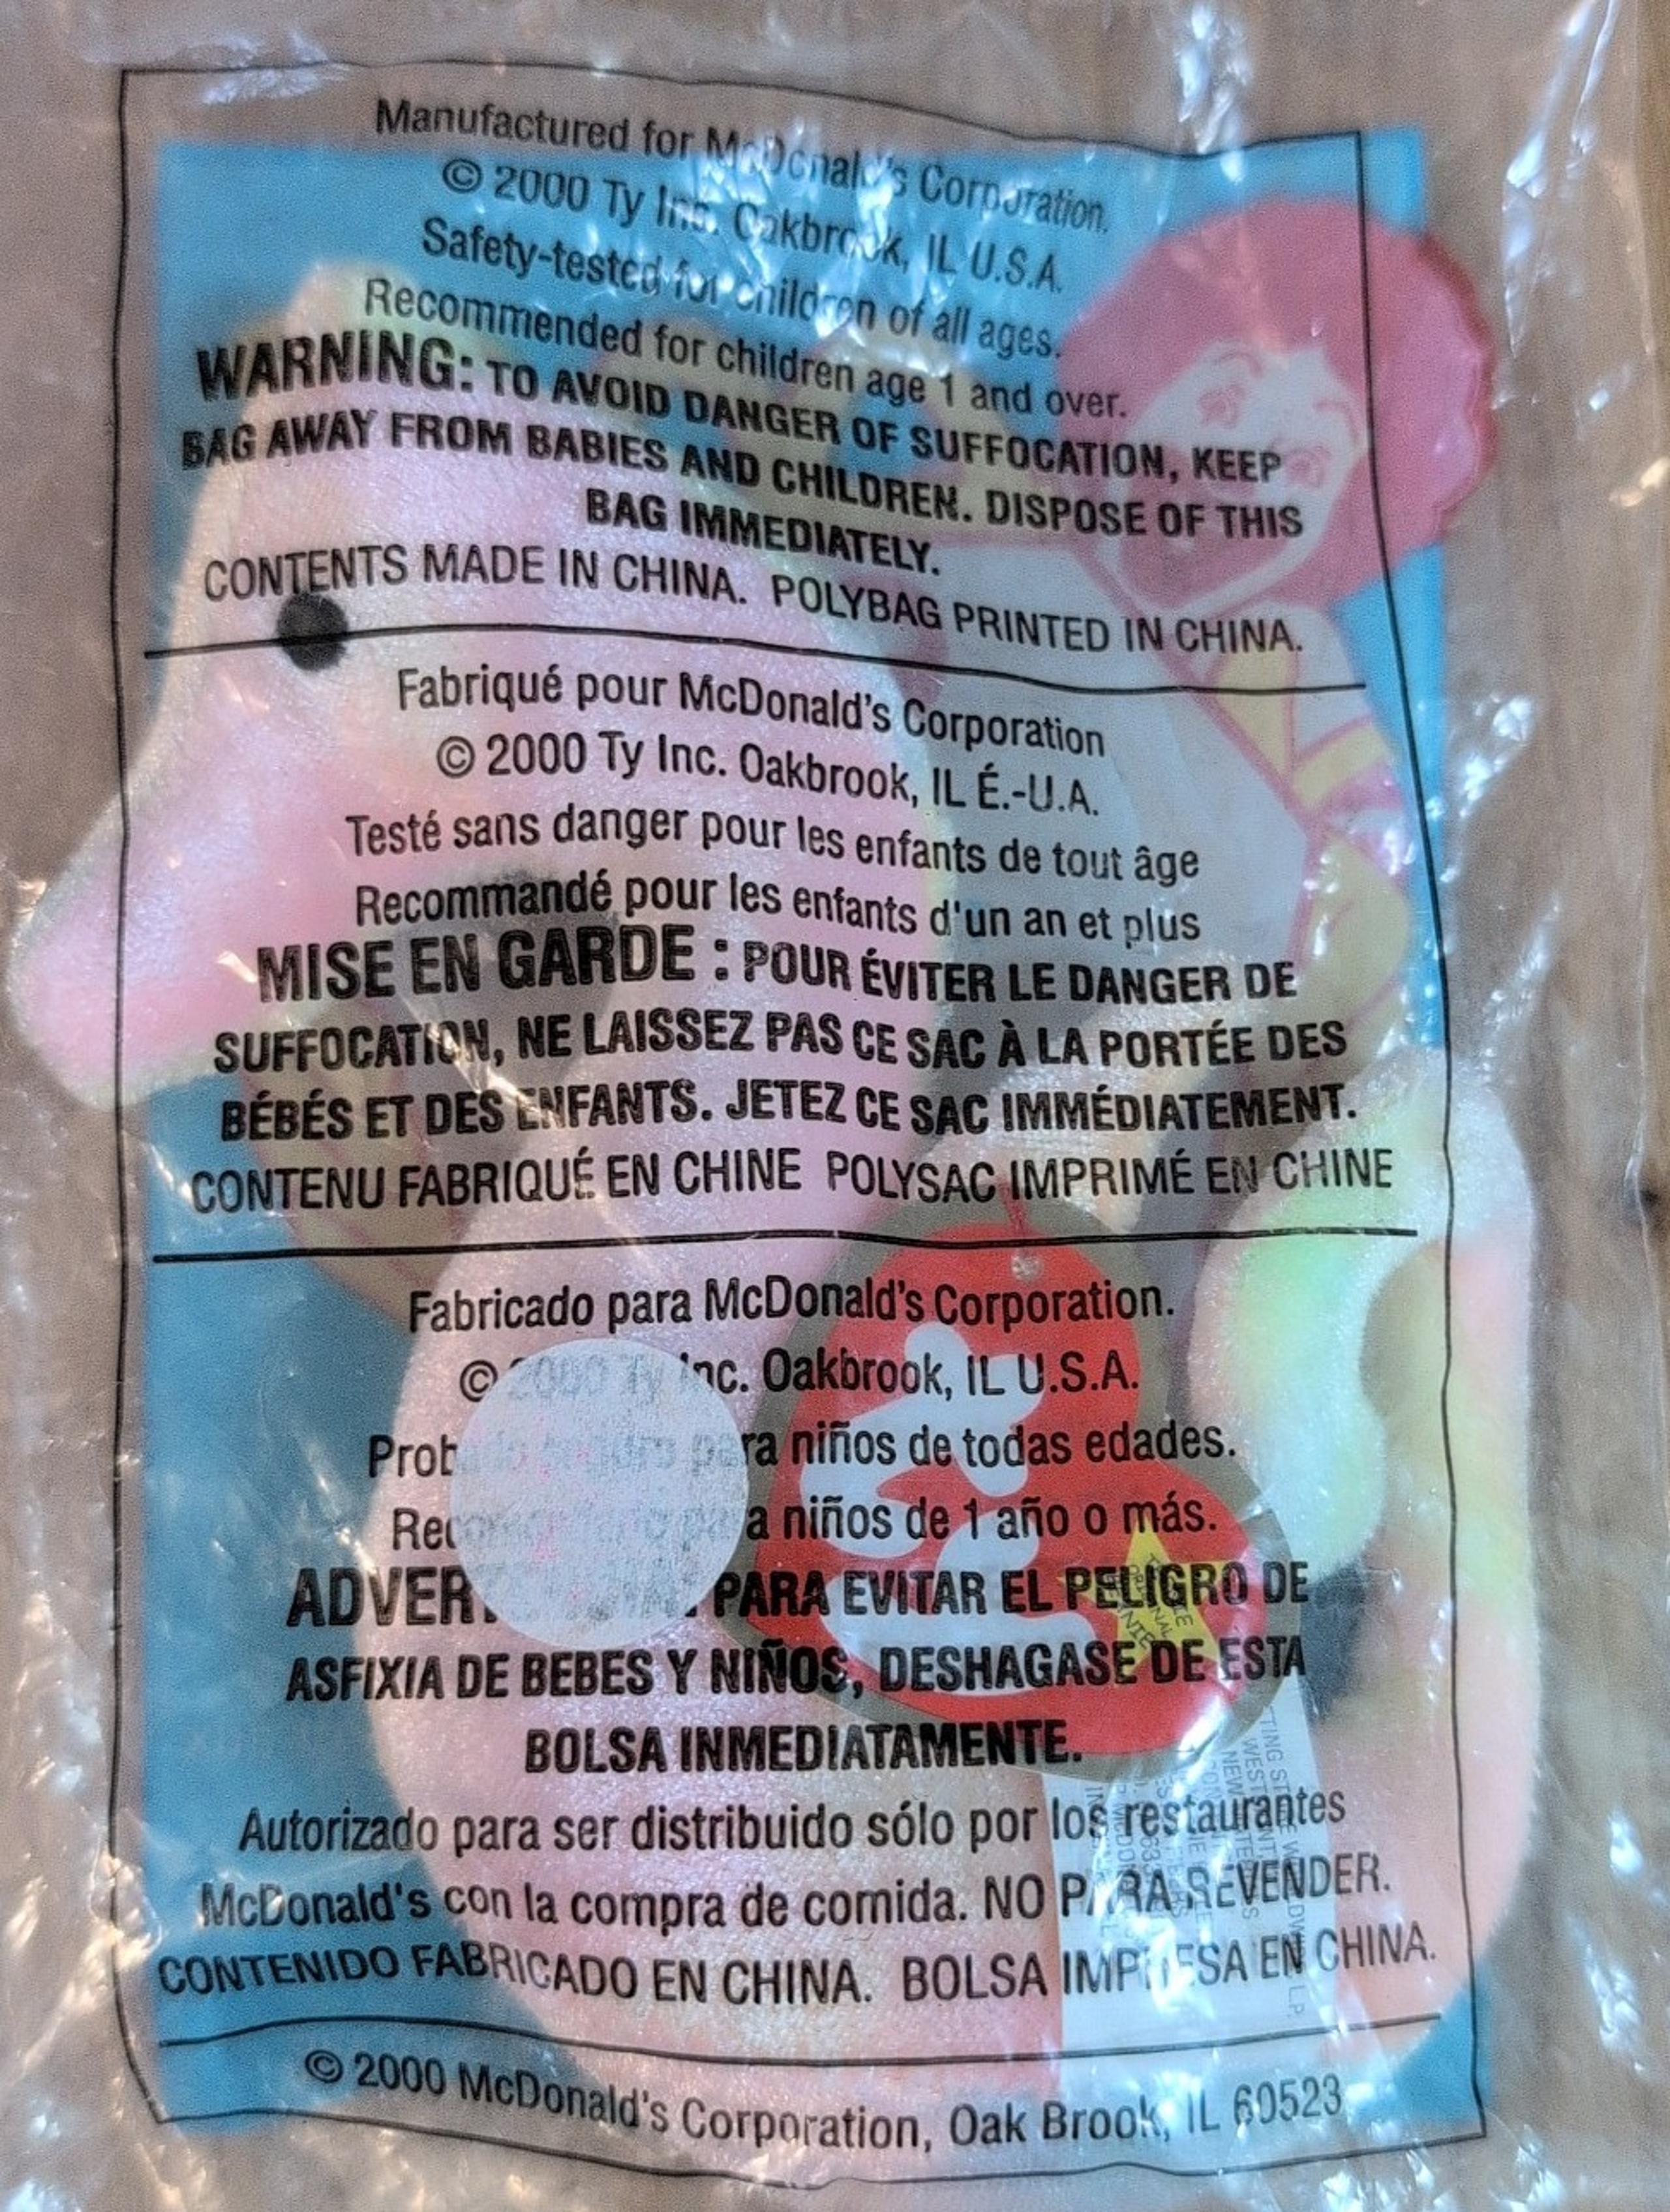 Manufactured for McDonald's Corporation.
© 2000 Ty Inc. Oakbrook, IL U.S.A.
Safety-tested for children of all ages.
Recommended for children age 1 and over.
WARNING: TO AVOID DANGER OF SUFFOCATION, KEEP
BAG AWAY FROM BABIES AND CHILDREN. DISPOSE OF THIS
BAG IMMEDIATELY.
CONTENTS MADE IN CHINA. POLYBAG PRINTED IN CHINA.
Fabriqué pour McDonald's Corporation
© 2000 Ty Inc. Oakbrook, IL É.-U.A.
Testé sans danger pour les enfants de tout âge
Recommandé pour les enfants d'un an et plus
MISE EN GARDE : POUR ÉVITER LE DANGER DE
SUFFOCATION, NE LAISSEZ PAS CE SAC À LA PORTÉE DES
BÉBÉS ET DES ENFANTS. JETEZ CE SAC IMMÉDIATEMENT.
CONTENU FABRIQUÉ EN CHINE POLYSAC IMPRIMÉ EN CHINE
Fabricado para McDonald's Corporation.
© 2000 Ty Inc. Oakbrook, IL U.S.A.
para niños de todas edades.
para niños de 1 año o más.
PARA EVITAR EL PELIGRO DE
ASFIXIA DE BEBES Y NIÑOS, DESHAGASE DE ESTA
BOLSA INMEDIATAMENTE.
Autorizado para ser distribuido sólo por los restaurantes
McDonald's con la compra de comida. NO PARA REVENDER.
CONTENIDO FABRICADO EN CHINA. BOLSA IMPRESA EN CHINA.
© 2000 McDonald's Corporation, Oak Brook, IL 60523
ty